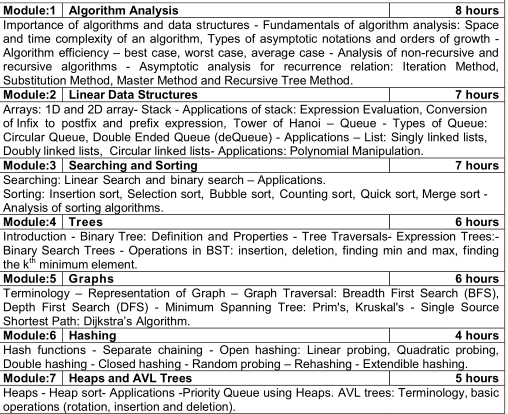 Module:1 Algorithm Analysis 8 hours
Importance of algorithms and data structures - Fundamentals of algorithm analysis: Space
and time complexity of an algorithm, Types of asymptotic notations and orders of growth -
Algorithm efficiency – best case, worst case, average case - Analysis of non-recursive and
recursive algorithms - Asymptotic analysis for recurrence relation: Iteration Method,
Substitution Method, Master Method and Recursive Tree Method.
Module:2 Linear Data Structures 7 hours
Arrays: 1D and 2D array- Stack - Applications of stack: Expression Evaluation, Conversion
of Infix to postfix and prefix expression, Tower of Hanoi – Queue - Types of Queue:
Circular Queue, Double Ended Queue (deQueue) - Applications – List: Singly linked lists,
Doubly linked lists, Circular linked lists- Applications: Polynomial Manipulation.
Module:3 Searching and Sorting 7 hours
Searching: Linear Search and binary search – Applications.
Sorting: Insertion sort, Selection sort, Bubble sort, Counting sort, Quick sort, Merge sort -
Analysis of sorting algorithms.
Module:4 Trees 6 hours
Introduction - Binary Tree: Definition and Properties - Tree Traversals- Expression Trees:-
Binary Search Trees - Operations in BST: insertion, deletion, finding min and max, finding
the kth minimum element.
Module:5 Graphs 6 hours
Terminology – Representation of Graph – Graph Traversal: Breadth First Search (BFS),
Depth First Search (DFS) - Minimum Spanning Tree: Prim's, Kruskal's - Single Source
Shortest Path: Dijkstra's Algorithm.
Module:6 Hashing 4 hours
Hash functions - Separate chaining - Open hashing: Linear probing, Quadratic probing,
Double hashing - Closed hashing - Random probing – Rehashing - Extendible hashing.
Module:7 Heaps and AVL Trees 5 hours
Heaps - Heap sort- Applications -Priority Queue using Heaps. AVL trees: Terminology, basic
operations (rotation, insertion and deletion).